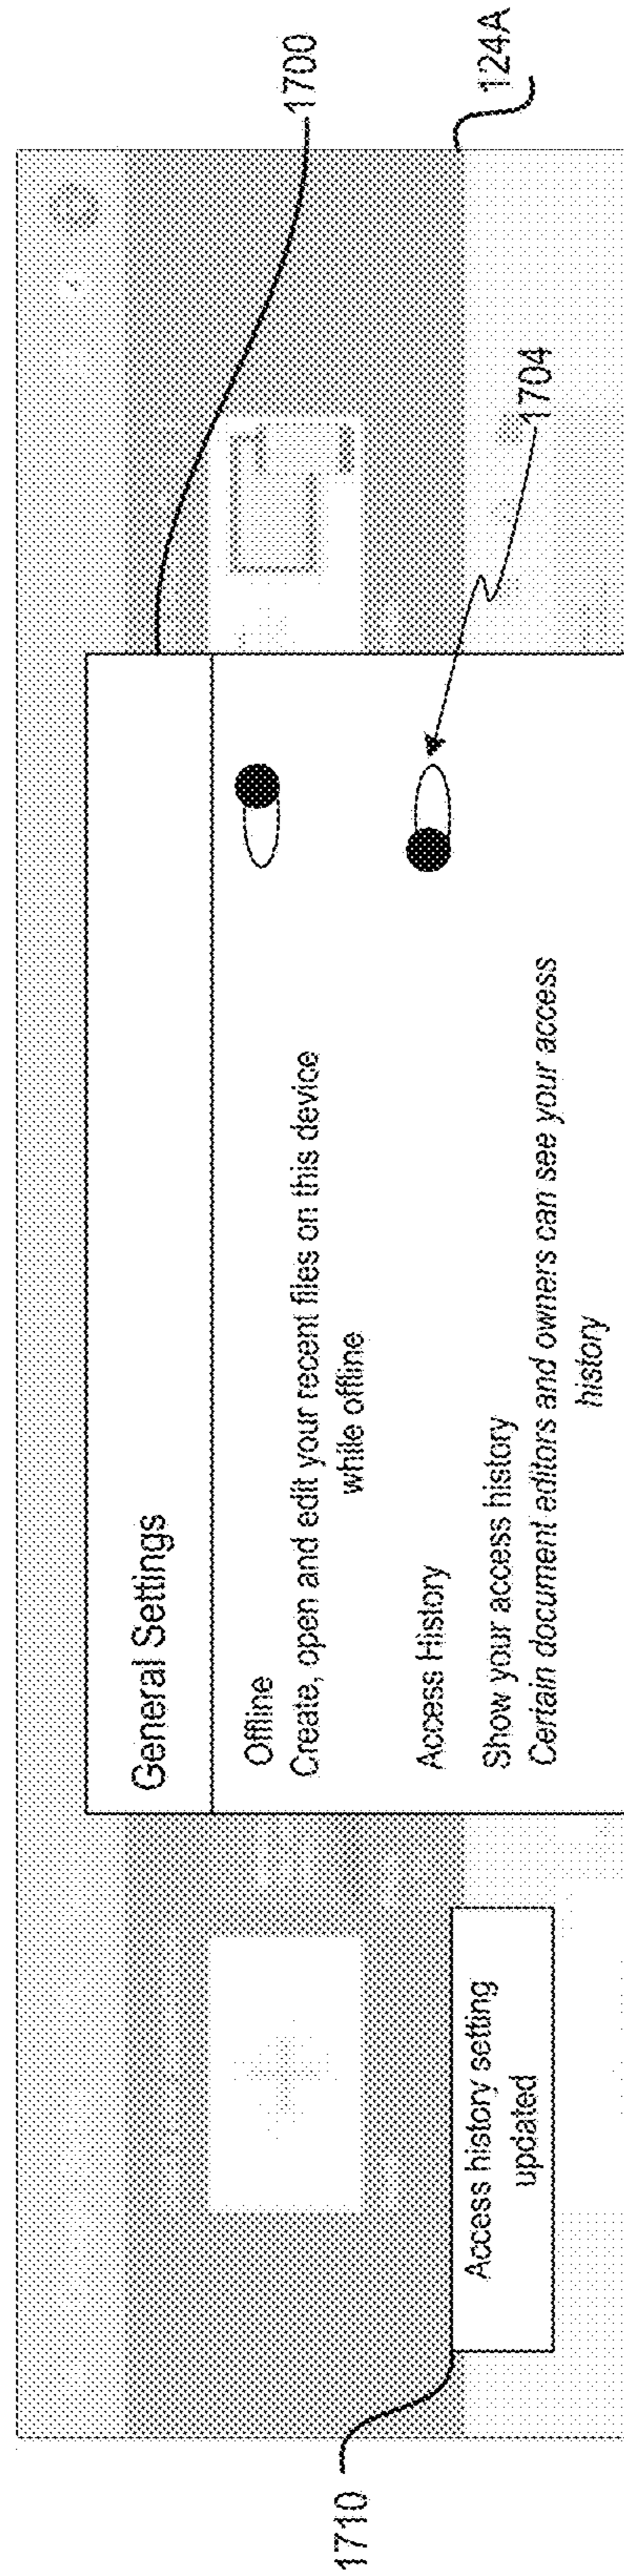 1700
124A
General Settings
Offline
Create, open and edit your recent files on this device
while offline
Access History
1704
Show your access history
Certain document editors and owners can see your access
history
Access history setting
updated
1710